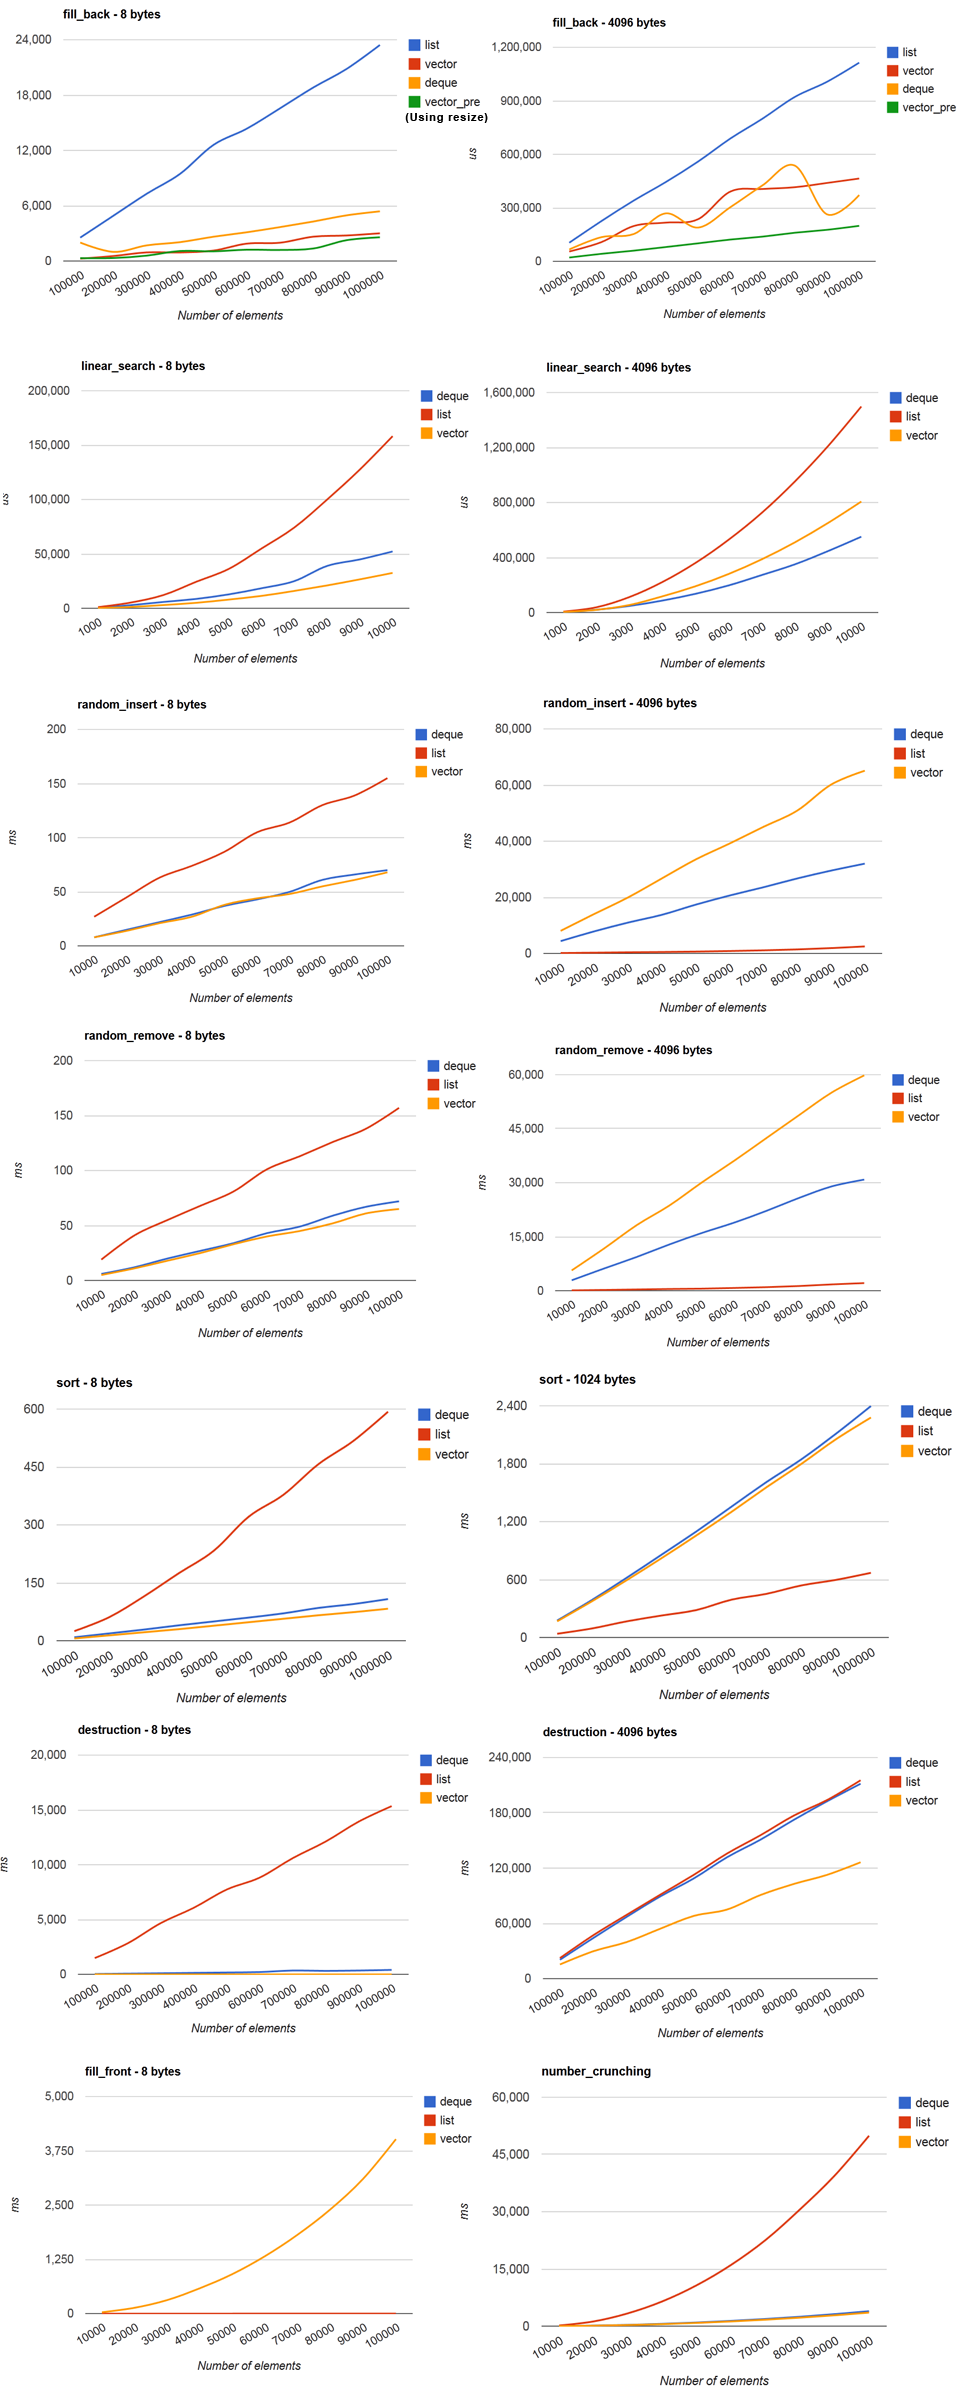 fill_back - 8 bytes
24,000
18,000
12,000
6,000
0
list
vector
deque
vector_pre
(Using resize)
100000
200000
300000
400000
500000
600000
700000
800000
900000
1000000
Number of elements
fill_back - 4096 bytes
us
1,200,000
900,000
600,000
300,000
0
list
vector
deque
vector_pre
100000
200000
300000
400000
500000
600000
700000
800000
900000
1000000
Number of elements
linear_search - 8 bytes
us
200,000
150,000
100,000
50,000
0
deque
list
vector
1000
2000
3000
4000
5000
6000
7000
8000
9000
10000
Number of elements
linear_search - 4096 bytes
us
1,600,000
1,200,000
800,000
400,000
0
deque
list
vector
1000
2000
3000
4000
5000
6000
7000
8000
9000
10000
Number of elements
random_insert - 8 bytes
ms
200
150
100
50
0
deque
list
vector
10000
20000
30000
40000
50000
60000
70000
80000
90000
100000
Number of elements
random_insert - 4096 bytes
ms
80,000
60,000
40,000
20,000
0
deque
list
vector
10000
20000
30000
40000
50000
60000
70000
80000
90000
100000
Number of elements
random_remove - 8 bytes
ms
200
150
100
50
0
deque
list
vector
10000
20000
30000
40000
50000
60000
70000
80000
90000
100000
Number of elements
random_remove - 4096 bytes
ms
60,000
45,000
30,000
15,000
0
deque
list
vector
10000
20000
30000
40000
50000
60000
70000
80000
90000
100000
Number of elements
sort - 8 bytes
600
450
300
150
0
deque
list
vector
100000
200000
300000
400000
500000
600000
700000
800000
900000
1000000
Number of elements
sort - 1024 bytes
ms
2,400
1,800
1,200
600
0
deque
list
vector
100000
200000
300000
400000
500000
600000
700000
800000
900000
1000000
Number of elements
destruction - 8 bytes
ms
20,000
15,000
10,000
5,000
0
deque
list
vector
100000
200000
300000
400000
500000
600000
700000
800000
900000
1000000
Number of elements
destruction - 4096 bytes
ms
240,000
180,000
120,000
60,000
0
deque
list
vector
100000
200000
300000
400000
500000
600000
700000
800000
900000
1000000
Number of elements
fill_front - 8 bytes
ms
5,000
3,750
2,500
1,250
0
deque
list
vector
10000
20000
30000
40000
50000
60000
70000
80000
90000
100000
Number of elements
number_crunching
ms
60,000
45,000
30,000
15,000
0
deque
list
vector
10000
20000
30000
40000
50000
60000
70000
80000
90000
100000
Number of elements